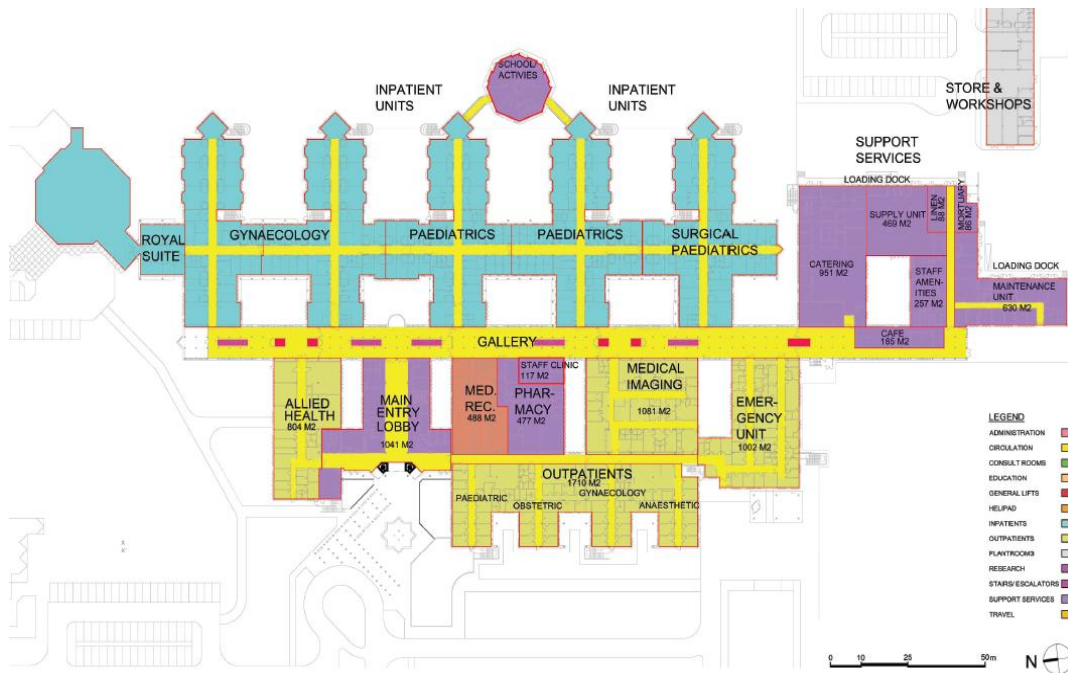 SCHOOL/
ACTIVIES
INPATIENT
UNITS
INPATIENT
UNITS
STORE &
WORKSHOPS
SUPPORT
SERVICES
LOADING DOCK
ROYAL
SUITE
GYNAECOLOGY
PAEDIATRICS
PAEDIATRICS
SURGICAL
PAEDIATRICS
SUPPLY UNIT
469 M2
LINEN
88 M2
MORTUARY
86 M2
CATERING
951 M2
STAFF
AMEN-
ITIES
257 M2
LOADING DOCK
MAINTENANCE
UNIT
630 M2
CAFE
185 M2
GALLERY
ALLIED
HEALTH
804 M2
MAIN
ENTRY
LOBBY
1041 M2
MED.
REC.
488 M2
STAFF CLINIC
117 M2
PHAR-
MACY
477 M2
MEDICAL
IMAGING
1081 M2
EMER-
GENCY
UNIT
1002 M2
OUTPATIENTS
1710 M2
PAEDIATRIC
OBSTETRIC
GYNAECOLOGY
ANAESTHETIC
LEGEND
ADMINISTRATION
CIRCULATION
CONSULT ROOMS
EDUCATION
GENERAL LIFTS
HELIPAD
INPATIENTS
OUTPATIENTS
PLANTROOMS
RESEARCH
STAIRS/ESCALATORS
SUPPORT SERVICES
TRAVEL
0 10 25 50m
N